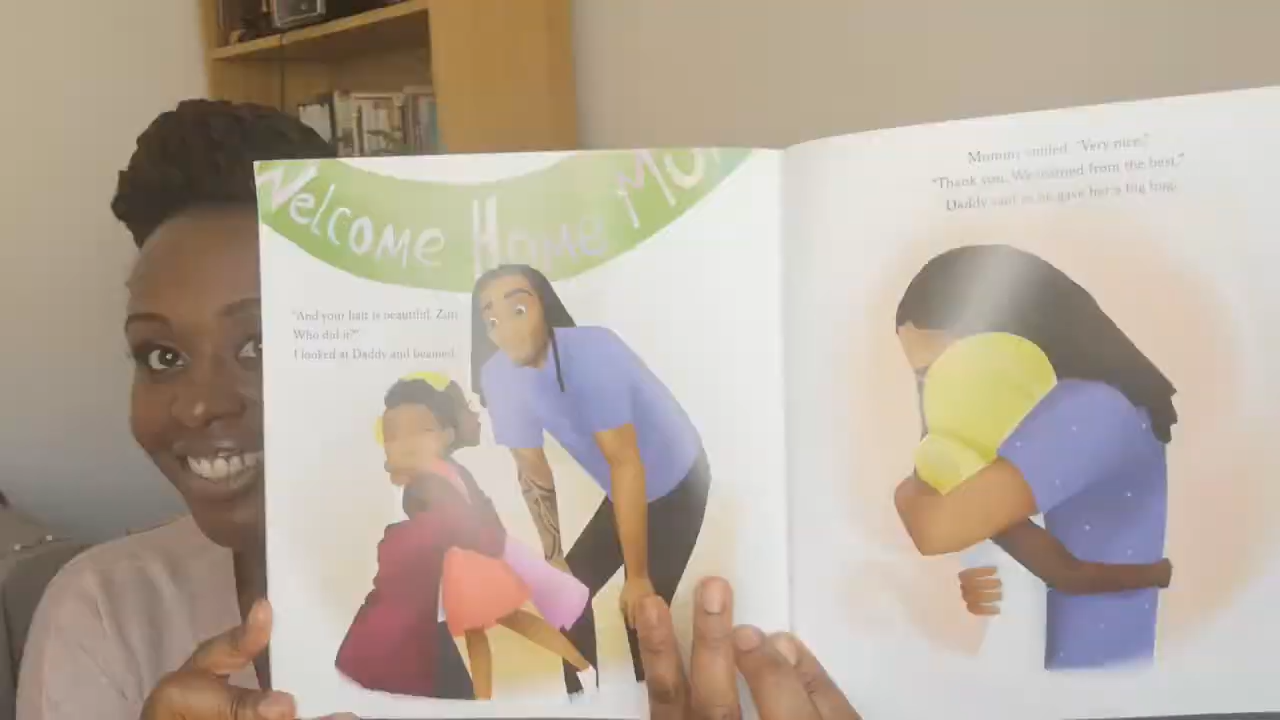 Welcome Home Mom
"And your hair is beautiful, Zuri.
Who did it?"
I looked at Daddy and beamed.
Mommy smiled. "Very nice."
"Thank you. We learned from the best,"
Daddy said as he gave her a big hug.